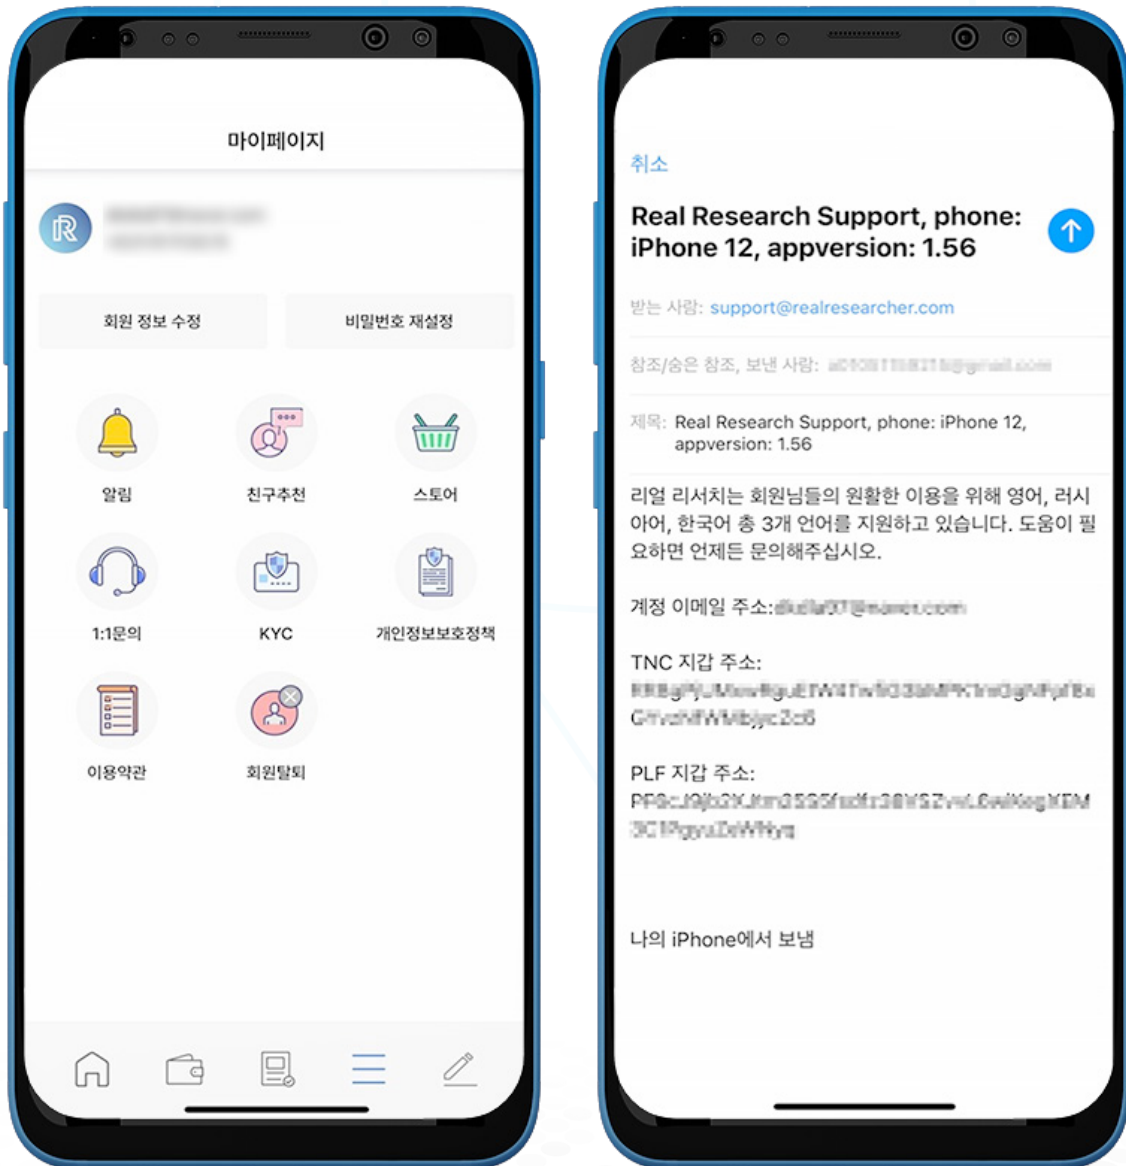 마이페이지
회원 정보 수정
비밀번호 재설정
알림
친구추천
스토어
1:1문의
KYC
개인정보보호정책
이용약관
회원탈퇴
취소
Real Research Support, phone:
iPhone 12, appversion: 1.56
받는 사람: support@realresearcher.com
참조/숨은 참조, 보낸 사람:
제목: Real Research Support, phone: iPhone 12,
appversion: 1.56
리얼 리서치는 회원님들의 원활한 이용을 위해 영어, 러시
아어, 한국어 총 3개 언어를 지원하고 있습니다. 도움이 필
요하면 언제든 문의해주십시오.
계정 이메일 주소:
TNC 지갑 주소:
PLF 지갑 주소:
나의 iPhone에서 보냄